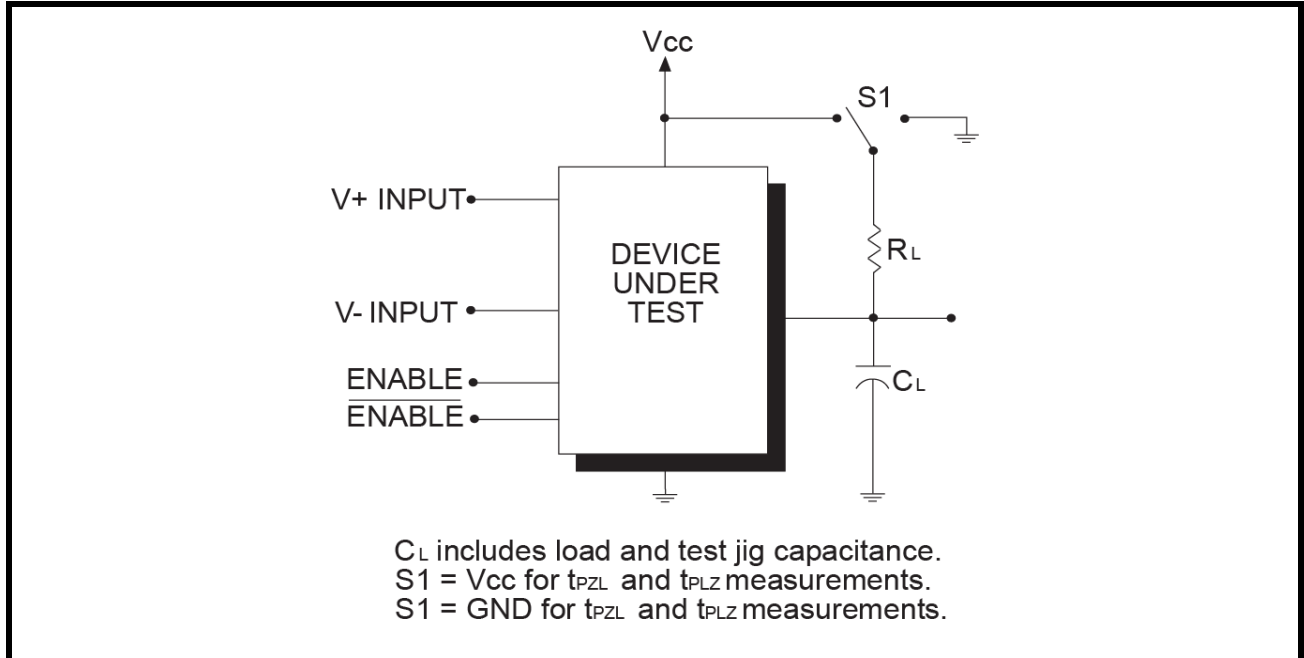 Vcc
S1
V+ INPUT
DEVICE
UNDER
TEST
RL
V- INPUT
CL
ENABLE
ENABLE
CL includes load and test jig capacitance.
S1 = Vcc for tPZL and tPLZ measurements.
S1 = GND for tPZL and tPLZ measurements.